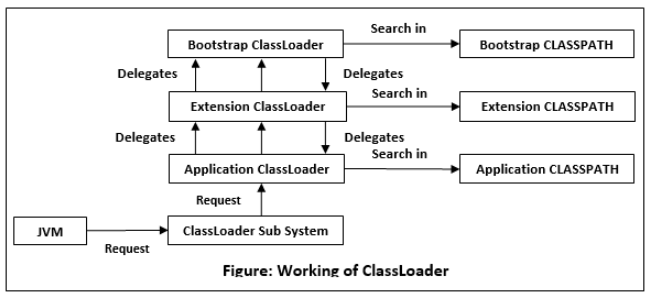 Bootstrap ClassLoader
Search in
Bootstrap CLASSPATH
Delegates
Delegates
Extension ClassLoader
Search in
Extension CLASSPATH
Delegates
Delegates
Application ClassLoader
Search in
Application CLASSPATH
Request
JVM
Request
ClassLoader Sub System
Figure: Working of ClassLoader